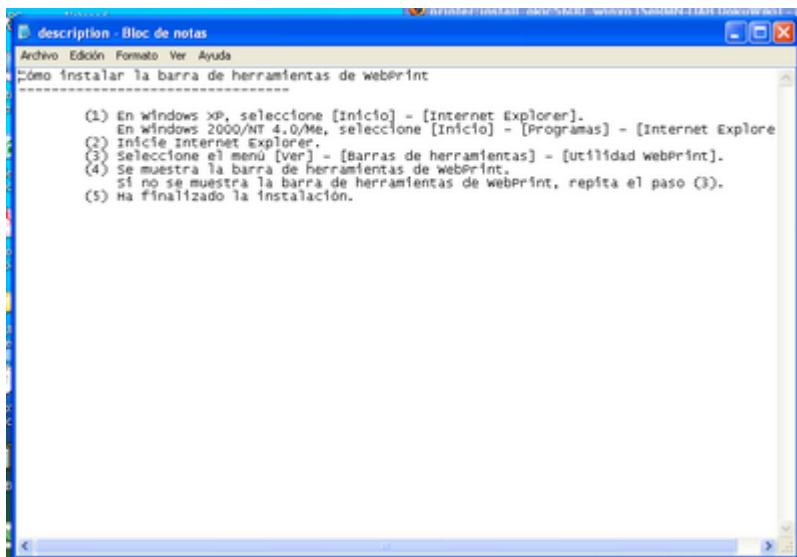 description - Bloc de notas
Archivo Edición Formato Ver Ayuda
Cómo instalar la barra de herramientas de WebPrint
----------------------------------
(1) En Windows XP, seleccione [Inicio] - [Internet Explorer].
En Windows 2000/NT 4.0/Me, seleccione [Inicio] - [Programas] - [Internet Explore
(2) Inicie Internet Explorer.
(3) Seleccione el menú [Ver] - [Barras de herramientas] - [Utilidad WebPrint].
(4) Se muestra la barra de herramientas de WebPrint.
Si no se muestra la barra de herramientas de WebPrint, repita el paso (3).
(5) Ha finalizado la instalación.